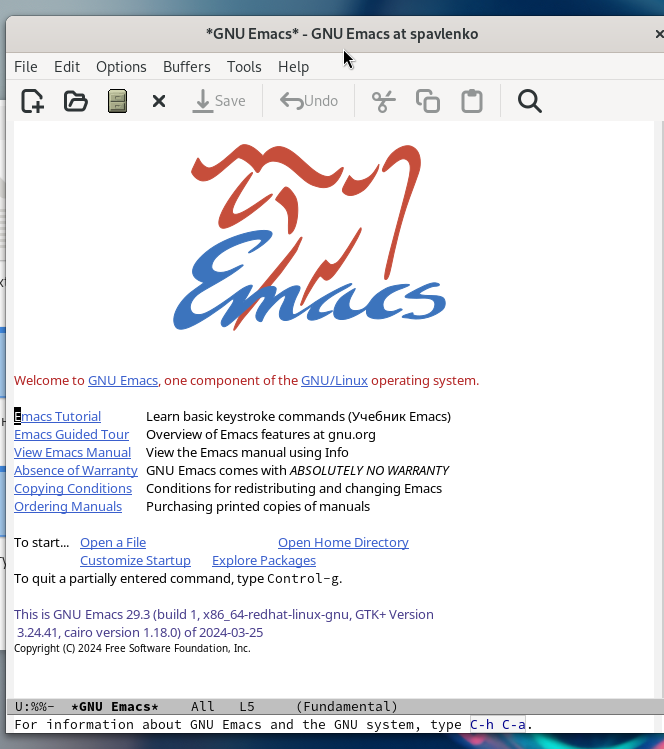 *GNU Emacs* - GNU Emacs at spavlenko
File Edit Options Buffers Tools Help
Save Undo
Emacs
Welcome to GNU Emacs, one component of the GNU/Linux operating system.
Emacs Tutorial Learn basic keystroke commands (Учебник Emacs)
Emacs Guided Tour Overview of Emacs features at gnu.org
View Emacs Manual View the Emacs manual using Info
Absence of Warranty GNU Emacs comes with ABSOLUTELY NO WARRANTY
Copying Conditions Conditions for redistributing and changing Emacs
Ordering Manuals Purchasing printed copies of manuals
To start... Open a File Open Home Directory
Customize Startup Explore Packages
To quit a partially entered command, type Control-g.
This is GNU Emacs 29.3 (build 1, x86_64-redhat-linux-gnu, GTK+ Version
3.24.41, cairo version 1.18.0) of 2024-03-25
Copyright (C) 2024 Free Software Foundation, Inc.
U:%%- *GNU Emacs* All L5 (Fundamental)
For information about GNU Emacs and the GNU system, type C-h C-a.